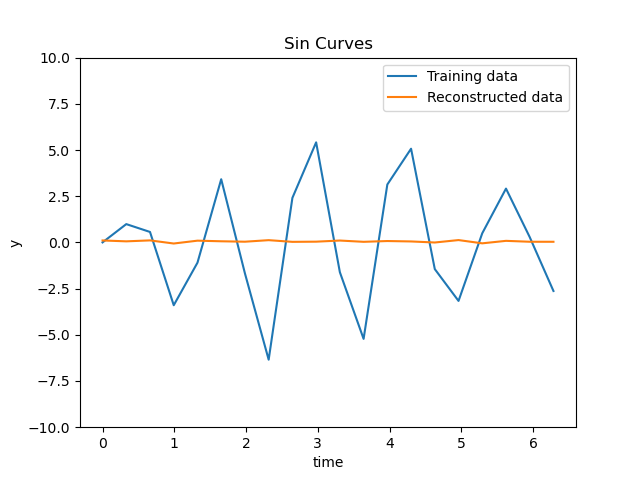 Sin Curves
Training data
Reconstructed data
10.0
7.5
5.0
2.5
0.0
−2.5
−5.0
−7.5
−10.0
y
0 1 2 3 4 5 6
time